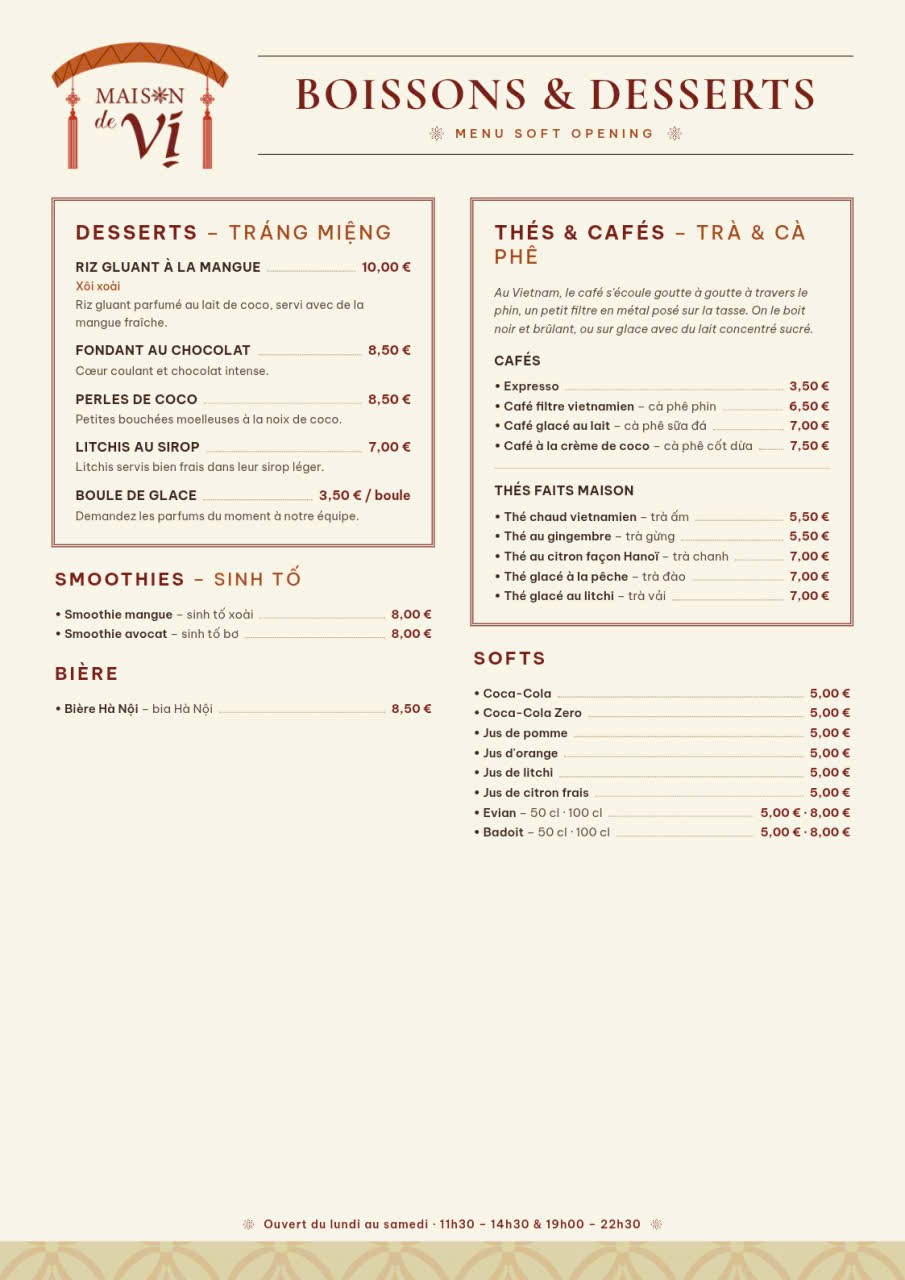 MAISON
de Vị
BOISSONS & DESSERTS
MENU SOFT OPENING
DESSERTS – TRÁNG MIỆNG
RIZ GLUANT À LA MANGUE 10,00 €
Xôi xoài
Riz gluant parfumé au lait de coco, servi avec de la
mangue fraîche.
FONDANT AU CHOCOLAT 8,50 €
Cœur coulant et chocolat intense.
PERLES DE COCO 8,50 €
Petites bouchées moelleuses à la noix de coco.
LITCHIS AU SIROP 7,00 €
Litchis servis bien frais dans leur sirop léger.
BOULE DE GLACE 3,50 € / boule
Demandez les parfums du moment à notre équipe.
SMOOTHIES – SINH TỐ
• Smoothie mangue – sinh tố xoài 8,00 €
• Smoothie avocat – sinh tố bơ 8,00 €
BIÈRE
• Bière Hà Nội – bia Hà Nội 8,50 €
THÉS & CAFÉS – TRÀ & CÀ
PHÊ
Au Vietnam, le café s'écoule goutte à goutte à travers le
phin, un petit filtre en métal posé sur la tasse. On le boit
noir et brûlant, ou sur glace avec du lait concentré sucré.
CAFÉS
• Expresso 3,50 €
• Café filtre vietnamien – cà phê phin 6,50 €
• Café glacé au lait – cà phê sữa đá 7,00 €
• Café à la crème de coco – cà phê cốt dừa 7,50 €
THÉS FAITS MAISON
• Thé chaud vietnamien – trà ấm 5,50 €
• Thé au gingembre – trà gừng 5,50 €
• Thé au citron façon Hanoï – trà chanh 7,00 €
• Thé glacé à la pêche – trà đào 7,00 €
• Thé glacé au litchi – trà vải 7,00 €
SOFTS
• Coca-Cola 5,00 €
• Coca-Cola Zero 5,00 €
• Jus de pomme 5,00 €
• Jus d'orange 5,00 €
• Jus de litchi 5,00 €
• Jus de citron frais 5,00 €
• Evian – 50 cl · 100 cl 5,00 € · 8,00 €
• Badoit – 50 cl · 100 cl 5,00 € · 8,00 €
Ouvert du lundi au samedi · 11h30 – 14h30 & 19h00 – 22h30